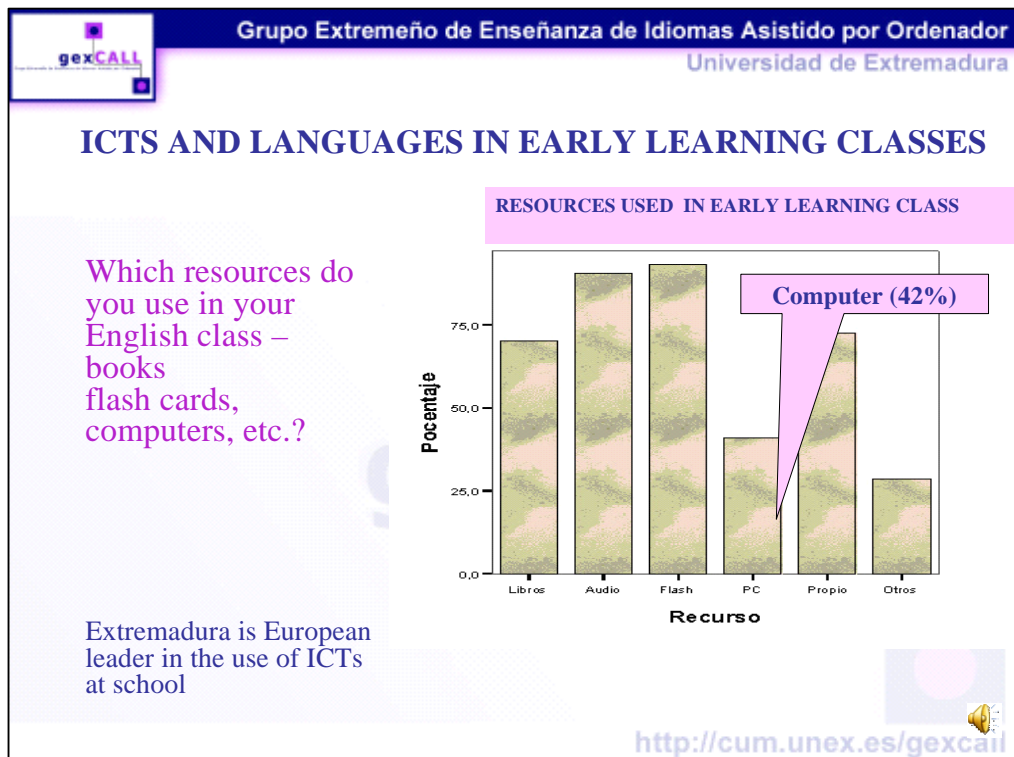 Grupo Extremeño de Enseñanza de Idiomas Asistido por Ordenador
gexCALL
Universidad de Extremadura
ICTS AND LANGUAGES IN EARLY LEARNING CLASSES
RESOURCES USED IN EARLY LEARNING CLASS
Which resources do
you use in your
English class –
books
flash cards,
computers, etc.?
Computer (42%)
Pocentaje
75,0
50,0
25,0
0,0
Libros Audio Flash PC Propio Otros
Recurso
Extremadura is European
leader in the use of ICTs
at school
http://cum.unex.es/gexcall